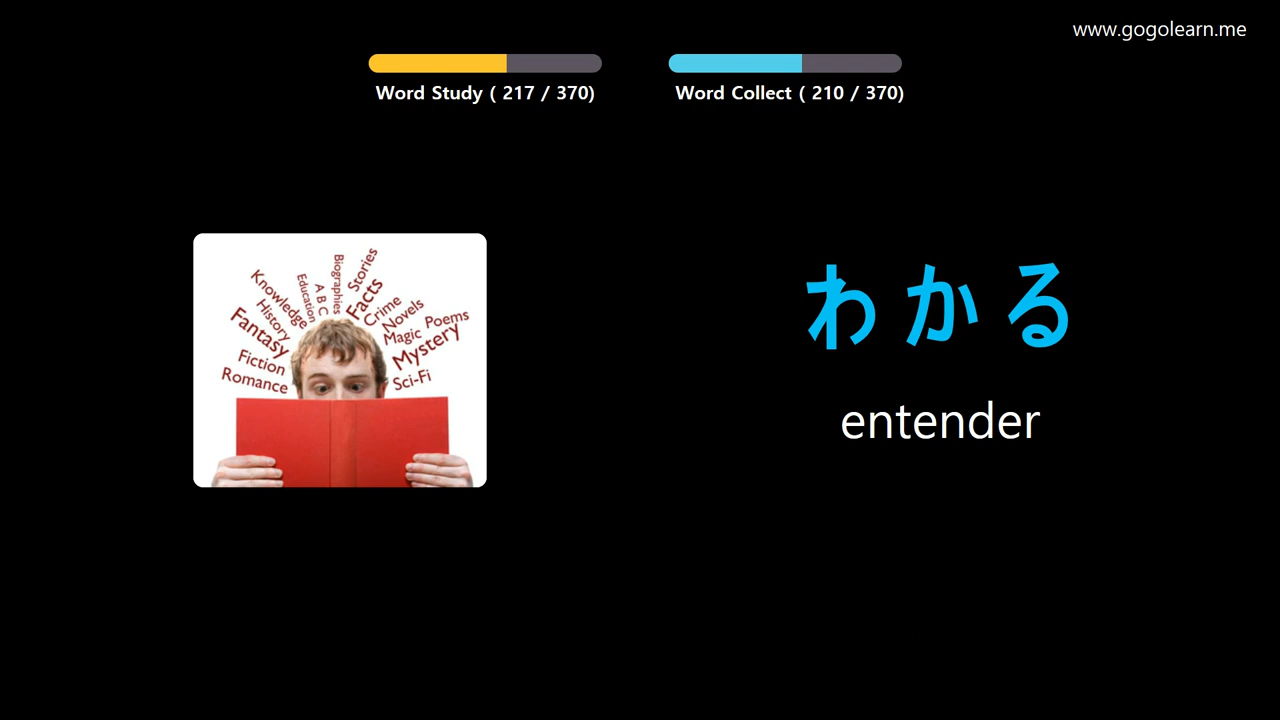 www.gogolearn.me
Word Study ( 217 / 370)
Word Collect ( 210 / 370)
Knowledge
History
Fantasy
Fiction
Romance
Education
A B C
Biographies
Stories
Facts
Crime
Novels
Magic
Poems
Mystery
Sci-Fi
わかる
entender